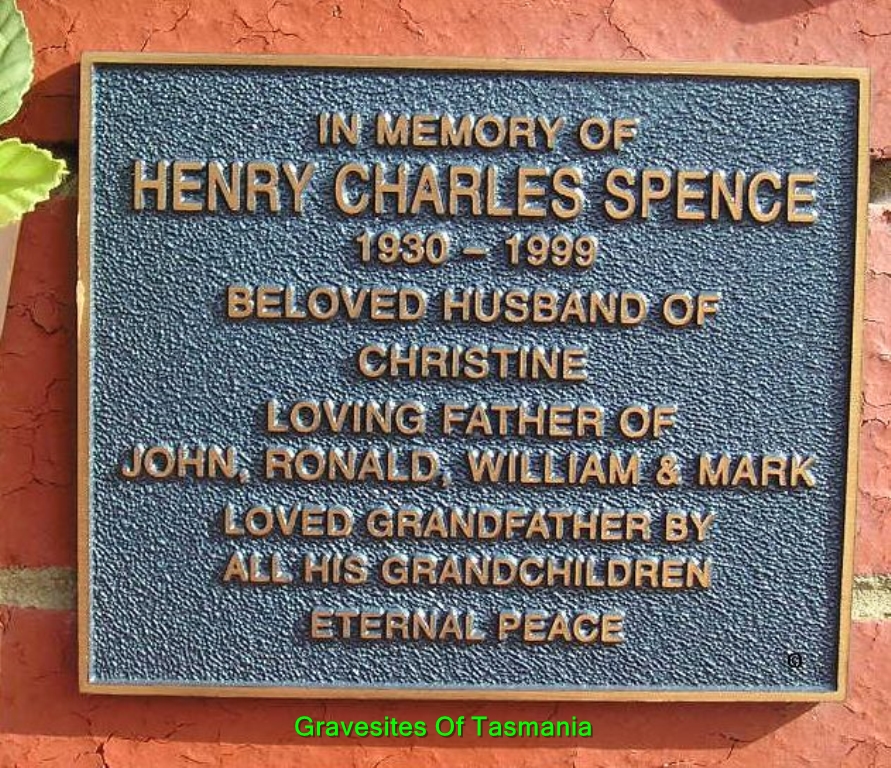 IN MEMORY OF
HENRY CHARLES SPENCE
1930 – 1999
BELOVED HUSBAND OF
CHRISTINE
LOVING FATHER OF
JOHN, RONALD, WILLIAM & MARK
LOVED GRANDFATHER BY
ALL HIS GRANDCHILDREN
ETERNAL PEACE
Gravesites Of Tasmania